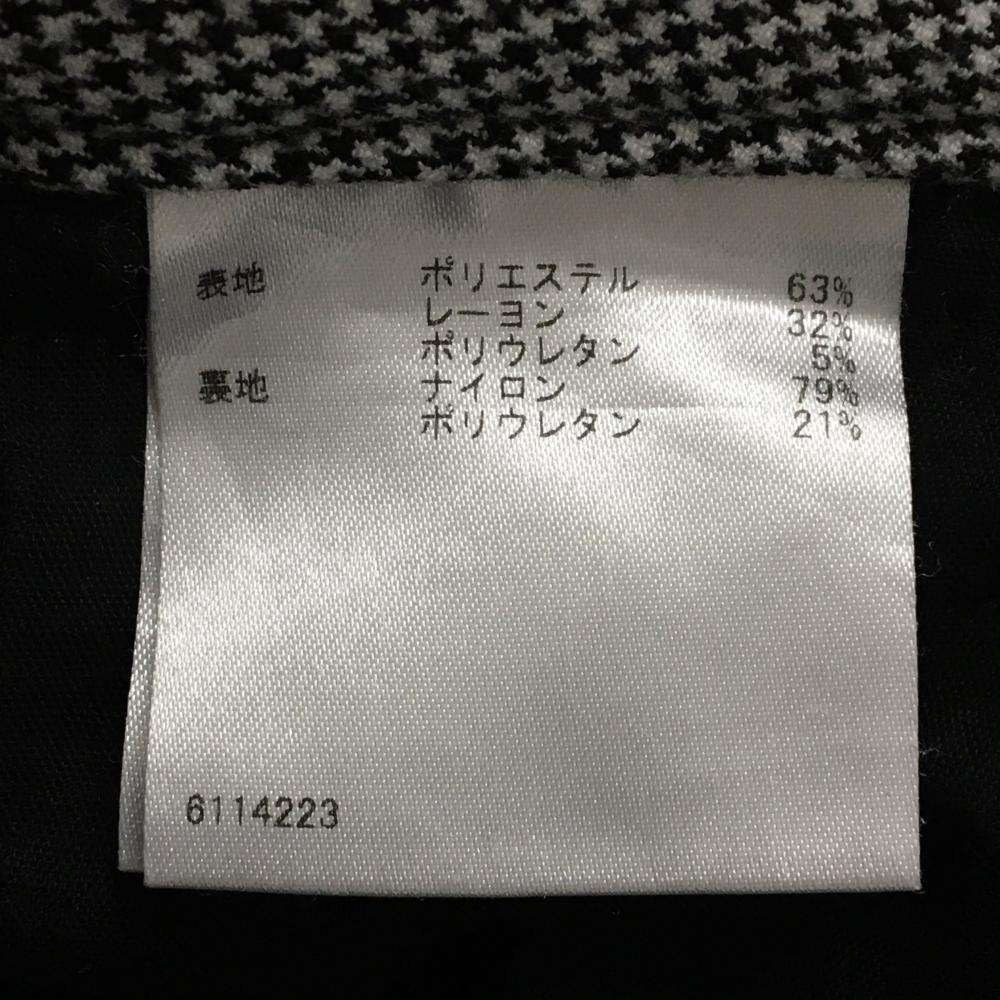 表地 ポリエステル 63%
レーヨン 32%
ポリウレタン 5%
裏地 ナイロン 79%
ポリウレタン 21%
6114223